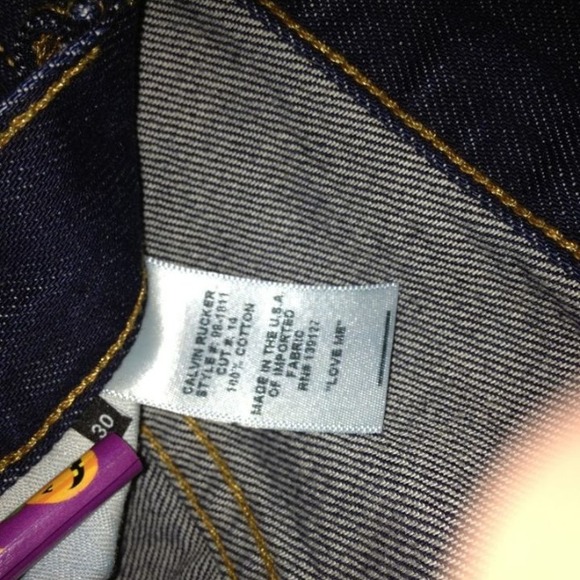 CALVIN RUCKER
STYLE#: 98-1811
CUT #: 14
100% COTTON
MADE IN THE U.S.A
OF IMPORTED
FABRIC
RN# 139127
"LOVE ME"
30